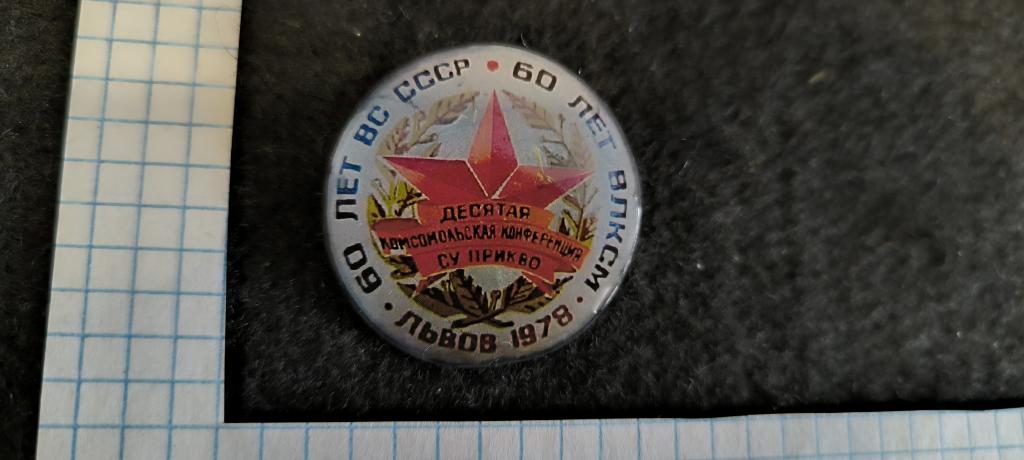 60 ЛЕТ ВС СССР • 60 ЛЕТ ВЛКСМ • ЛЬВОВ 1978 •
ДЕСЯТАЯ
КОМСОМОЛЬСКАЯ КОНФЕРЕНЦИЯ
СУ ПРИКВО